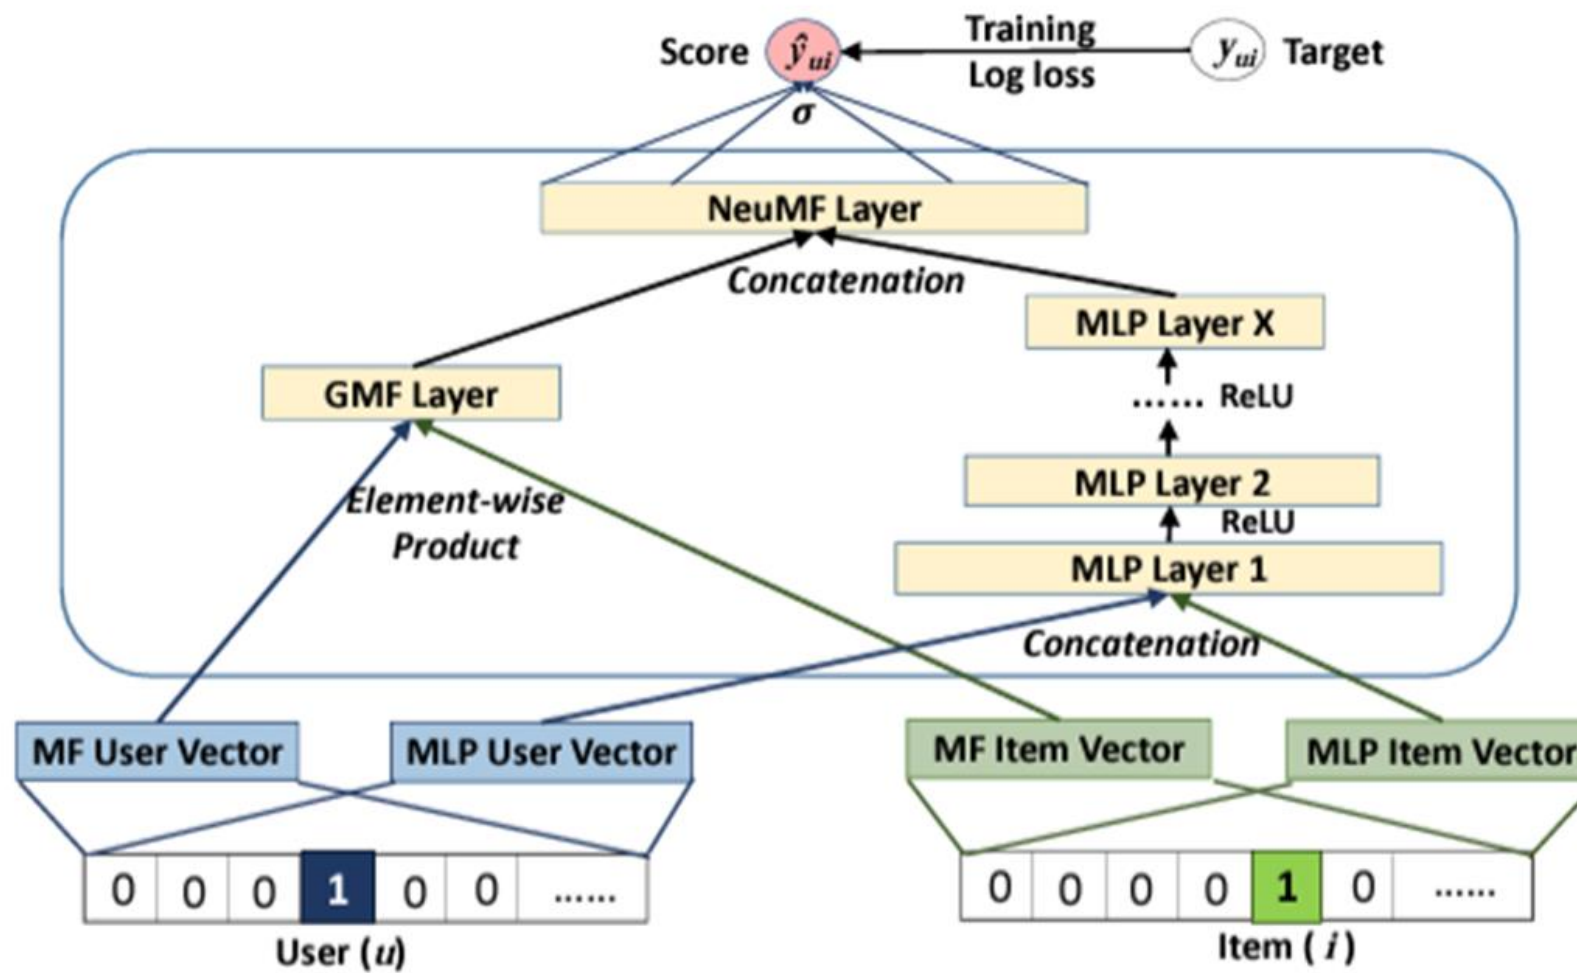 Score ŷui Training yui Target
Log loss
σ
NeuMF Layer
Concatenation
MLP Layer X
GMF Layer
...... ReLU
Element-wise
Product
MLP Layer 2
ReLU
MLP Layer 1
Concatenation
MF User Vector MLP User Vector MF Item Vector MLP Item Vector
0 0 0 1 0 0 ...... 0 0 0 0 1 0 ......
User (u) Item ( i )